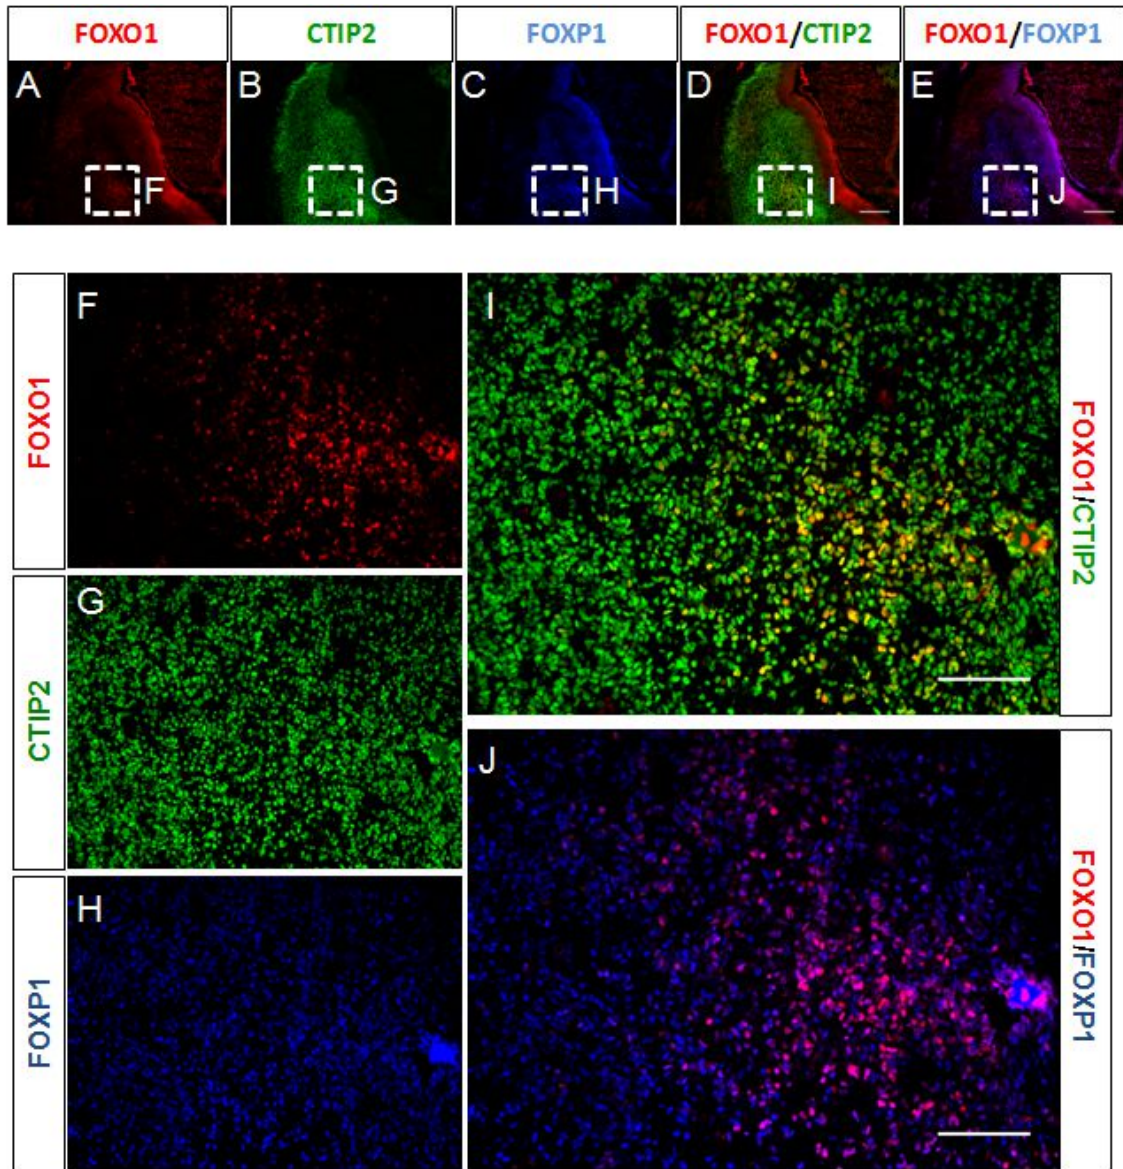 FOXO1
CTIP2
FOXP1
FOXO1/CTIP2
FOXO1/FOXP1
A
F
B
G
C
H
D
I
E
J
FOXO1
F
CTIP2
G
FOXP1
H
I
FOXO1/CTIP2
J
FOXO1/FOXP1